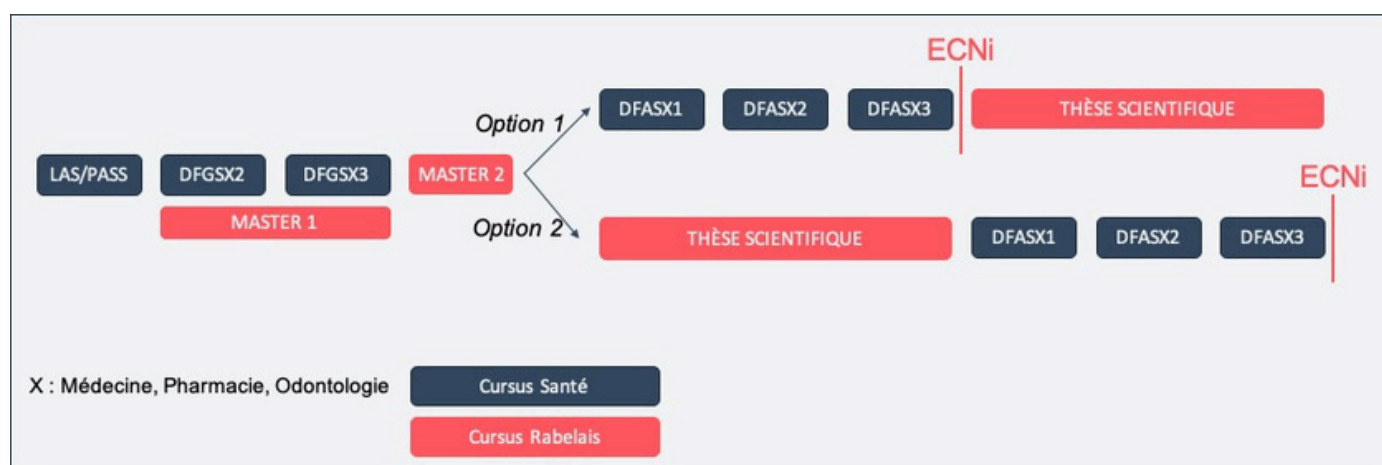 ECNi
DFASX1 DFASX2 DFASX3 THÈSE SCIENTIFIQUE
Option 1
LAS/PASS DFGSX2 DFGSX3 MASTER 2
ECNi
MASTER 1
Option 2
THÈSE SCIENTIFIQUE DFASX1 DFASX2 DFASX3
X : Médecine, Pharmacie, Odontologie Cursus Santé
Cursus Rabelais